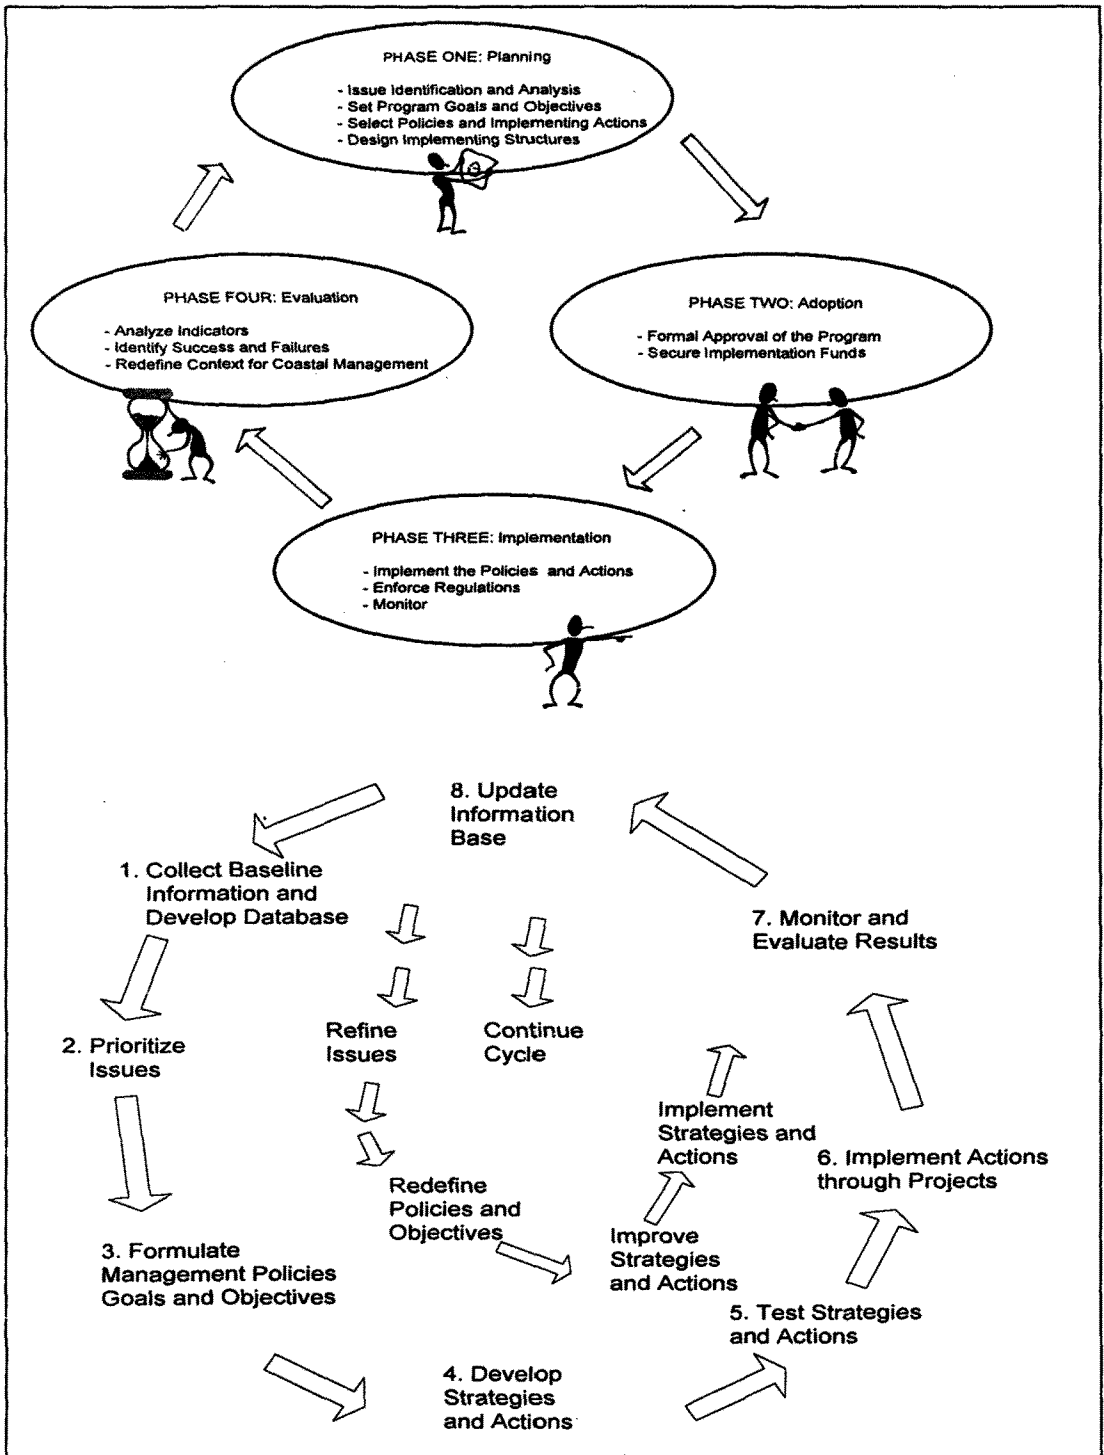 PHASE ONE: Planning
- Issue Identification and Analysis
- Set Program Goals and Objectives
- Select Policies and Implementing Actions
- Design Implementing Structures
PHASE FOUR: Evaluation
- Analyze Indicators
- Identify Success and Failures
- Redefine Context for Coastal Management
PHASE TWO: Adoption
- Formal Approval of the Program
- Secure Implementation Funds
PHASE THREE: Implementation
- Implement the Policies and Actions
- Enforce Regulations
- Monitor
8. Update
Information
Base
1. Collect Baseline
Information and
Develop Database
7. Monitor and
Evaluate Results
2. Prioritize
Issues
Refine
Issues
Continue
Cycle
Implement
Strategies and
Actions
6. Implement Actions
through Projects
Redefine
Policies and
Objectives
Improve
Strategies
and Actions
3. Formulate
Management Policies
Goals and Objectives
5. Test Strategies
and Actions
4. Develop
Strategies
and Actions